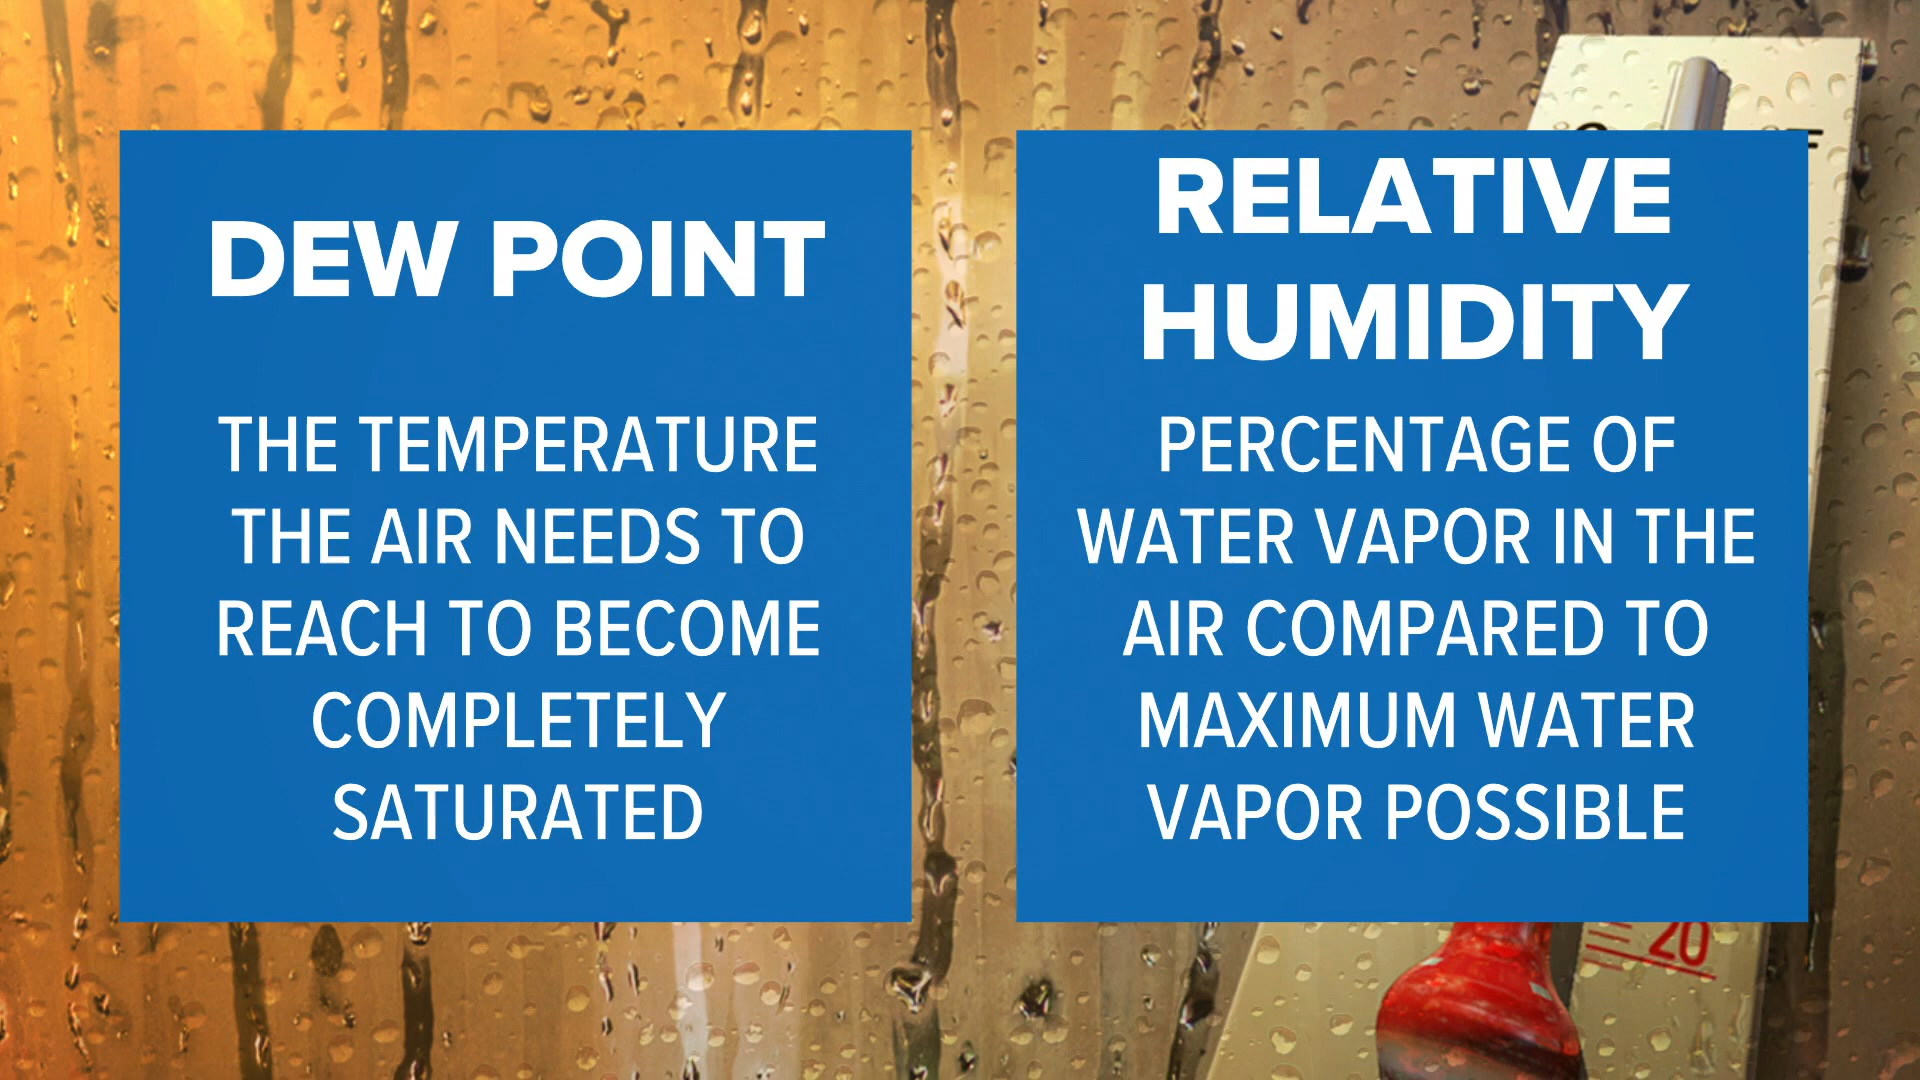 DEW POINT
THE TEMPERATURE
THE AIR NEEDS TO
REACH TO BECOME
COMPLETELY
SATURATED
RELATIVE
HUMIDITY
PERCENTAGE OF
WATER VAPOR IN THE
AIR COMPARED TO
MAXIMUM WATER
VAPOR POSSIBLE
20